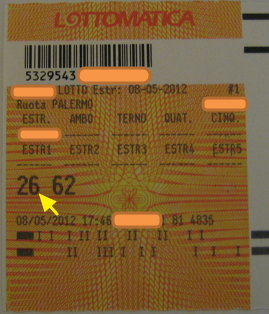 LOTTOMATICA
5329543
LOTTO Estr: 08-05-2012 #1
Ruota PALERMO
ESTR. AMBO TERNO QUAT. CINQ.
ESTR1 ESTR2 ESTR3 ESTR4 ESTR5
26 62
08/05/2012 17:46 81 4835